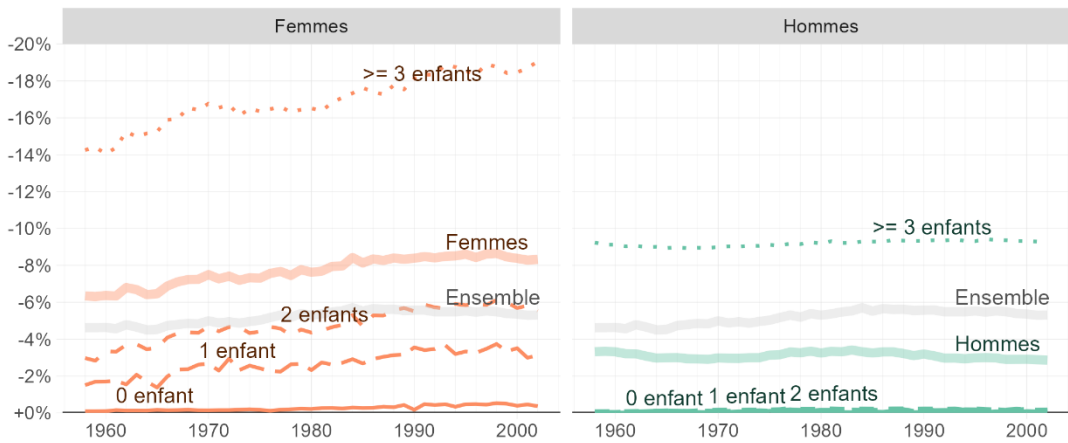 Femmes
Hommes
-20%
-18%
-16%
-14%
-12%
-10%
-8%
-6%
-4%
-2%
+0%
>= 3 enfants
Femmes
Ensemble
2 enfants
1 enfant
0 enfant
>= 3 enfants
Ensemble
Hommes
0 enfant
1 enfant
2 enfants
1960
1970
1980
1990
2000
1960
1970
1980
1990
2000